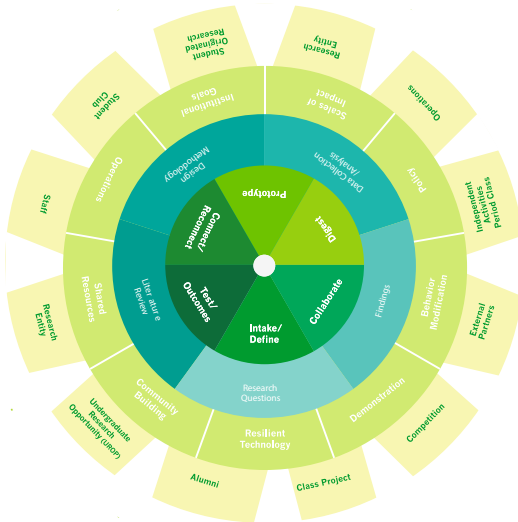 Student
Originated
Research
Research
Entity
Operations
Independent
Activities
Period Class
External
Partners
Competition
Class Project
Alumni
Undergraduate
Research
Opportunity (UROP)
Research
Entity
Staff
Student
Club
Institutional
Goals
Scales of
Impact
Policy
Behavior
Modification
Demonstration
Resilient
Technology
Community
Building
Shared
Resources
Operations
Design
Methodology
Data Collection
/Analysis
Findings
Research
Questions
Literature
Review
Prototype
Digest
Collaborate
Intake/
Define
Test/
Outcomes
Connect/
Reconnect